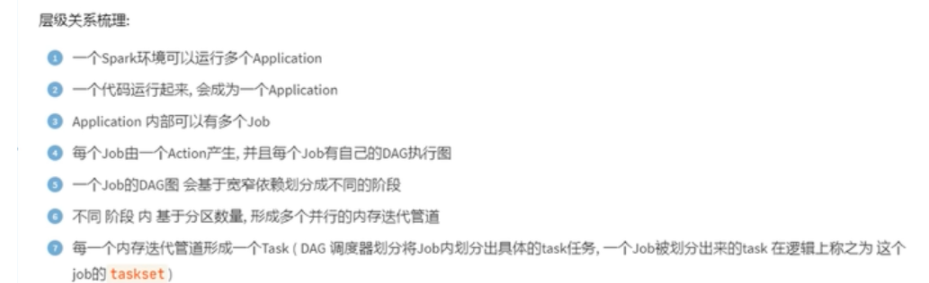 层级关系梳理:
1 一个Spark环境可以运行多个Application
2 一个代码运行起来, 会成为一个Application
3 Application 内部可以有多个Job
4 每个Job由一个Action产生, 并且每个Job有自己的DAG执行图
5 一个Job的DAG图 会基于宽窄依赖划分成不同的阶段
6 不同 阶段 内 基于分区数量, 形成多个并行的内存迭代管道
7 每一个内存迭代管道形成一个Task ( DAG 调度器划分将Job内划分出具体的task任务, 一个Job被划分出来的task 在逻辑上称之为 这个
job的 taskset )